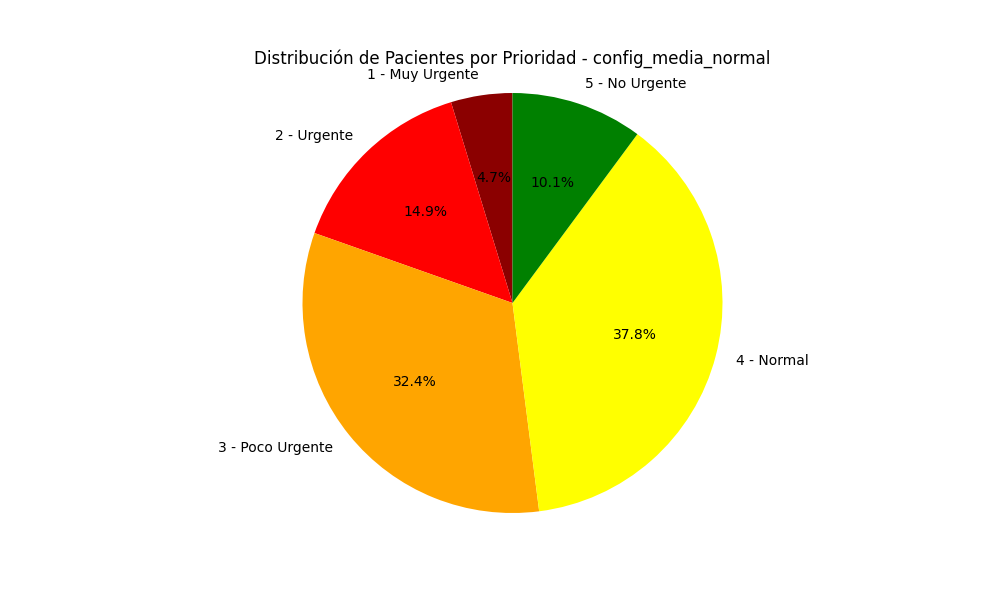 Distribución de Pacientes por Prioridad - config_media_normal
1 - Muy Urgente
5 - No Urgente
2 - Urgente
4.7%
10.1%
14.9%
37.8%
4 - Normal
32.4%
3 - Poco Urgente